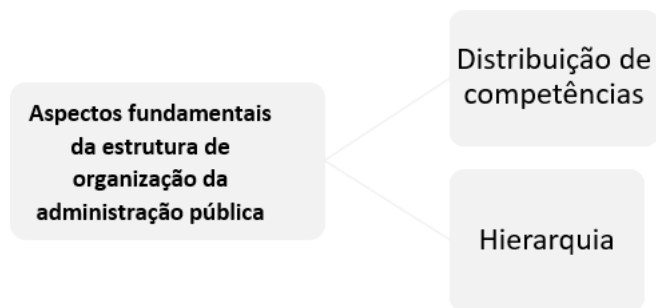 Aspectos fundamentais
da estrutura de
organização da
administração pública
Distribuição de
competências
Hierarquia